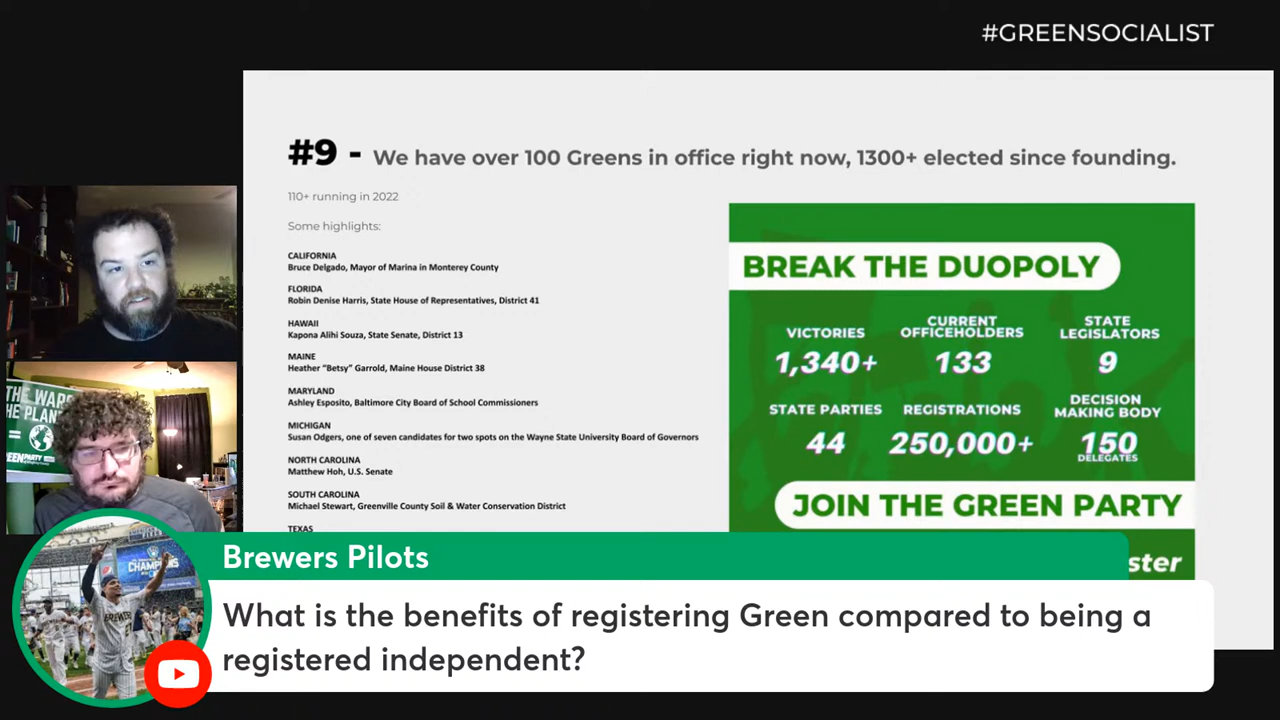 #GREENSOCIALIST
#9 - We have over 100 Greens in office right now, 1300+ elected since founding.
110+ running in 2022
Some highlights:
CALIFORNIA
Bruce Delgado, Mayor of Marina in Monterey County
FLORIDA
Robin Denise Harris, State House of Representatives, District 41
HAWAII
Kapona Alihi Souza, State Senate, District 13
MAINE
Heather “Betsy” Garrold, Maine House District 38
MARYLAND
Ashley Esposito, Baltimore City Board of School Commissioners
MICHIGAN
Susan Odgers, one of seven candidates for two spots on the Wayne State University Board of Governors
NORTH CAROLINA
Matthew Hoh, U.S. Senate
SOUTH CAROLINA
Michael Stewart, Greenville County Soil & Water Conservation District
TEXAS
BREAK THE DUOPOLY
VICTORIES
1,340+
CURRENT
OFFICEHOLDERS
133
STATE
LEGISLATORS
9
STATE PARTIES
44
REGISTRATIONS
250,000+
DECISION
MAKING BODY
150
DELEGATES
JOIN THE GREEN PARTY
ster
THE WARS
HE PLAN
=
EENPARTY
CHAMPIONS
Brewers Pilots
What is the benefits of registering Green compared to being a
registered independent?